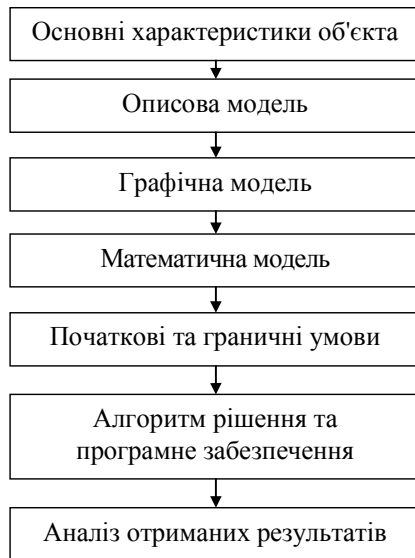 Основні характеристики об'єкта
Описова модель
Графічна модель
Математична модель
Початкові та граничні умови
Алгоритм рішення та
програмне забезпечення
Аналіз отриманих результатів